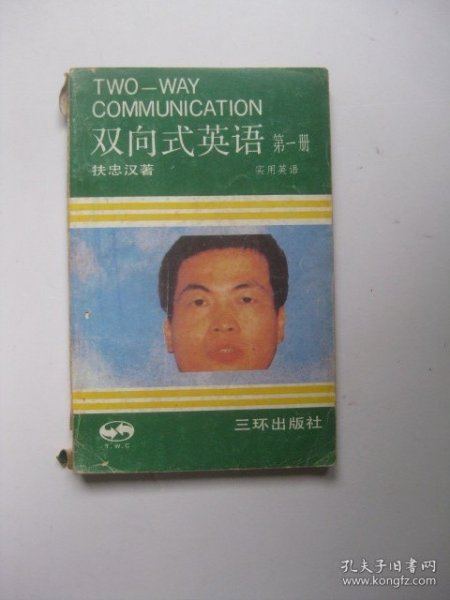 TWO—WAY
COMMUNICATION
双向式英语 第一册
扶忠汉著
实用英语
三环出版社
T.W.C
孔夫子旧书网
www.kongfz.com